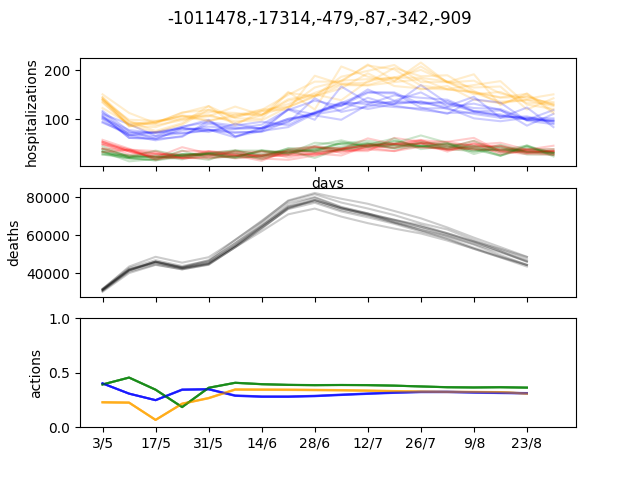 -1011478,-17314,-479,-87,-342,-909
hospitalizations
200
100
days
deaths
80000
60000
40000
actions
1.0
0.5
0.0
3/5 17/5 31/5 14/6 28/6 12/7 26/7 9/8 23/8